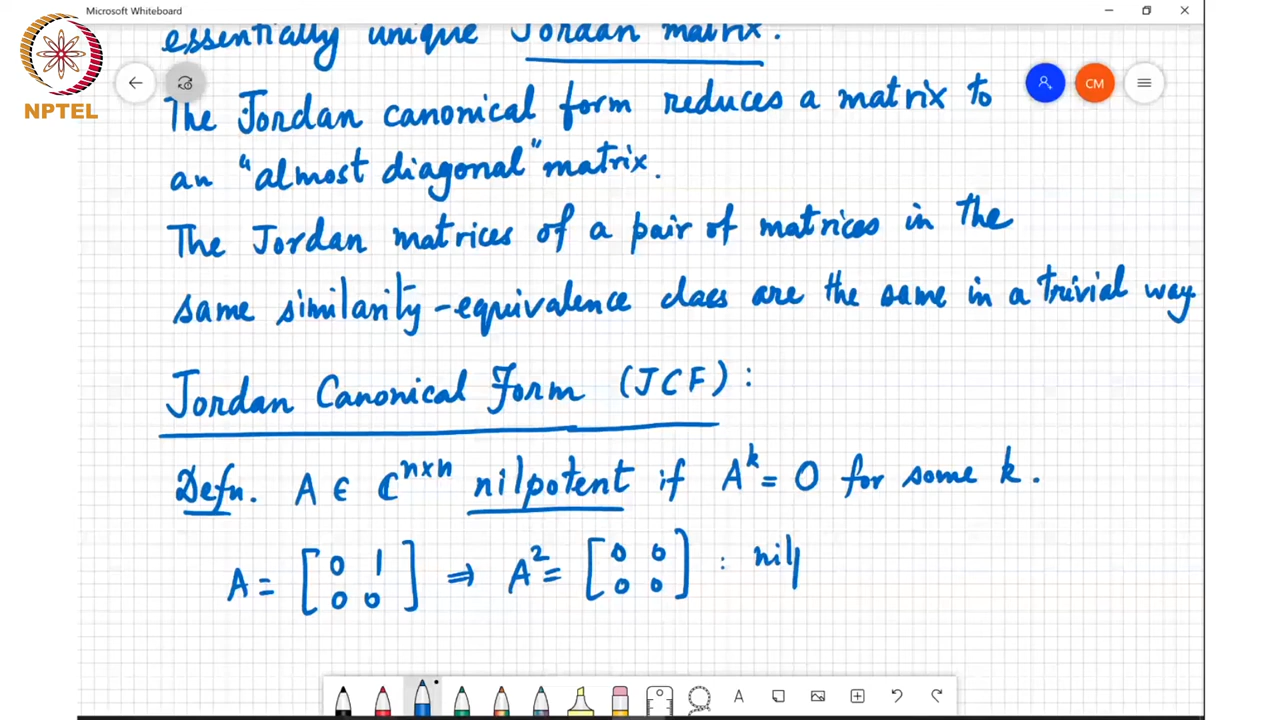 Microsoft Whiteboard
essentially unique Jordan matrix.
NPTEL
CM
The Jordan canonical form reduces a matrix to
an "almost diagonal" matrix.
The Jordan matrices of a pair of matrices in the
same similarity-equivalence class are the same in a trivial way
Jordan Canonical Form (JCF):
Defn. A ∈ ℂ^{n×n} nilpotent if A^k = 0 for some k.
A = [0 1; 0 0] ⇒ A² = [0 0; 0 0] : nilp
A